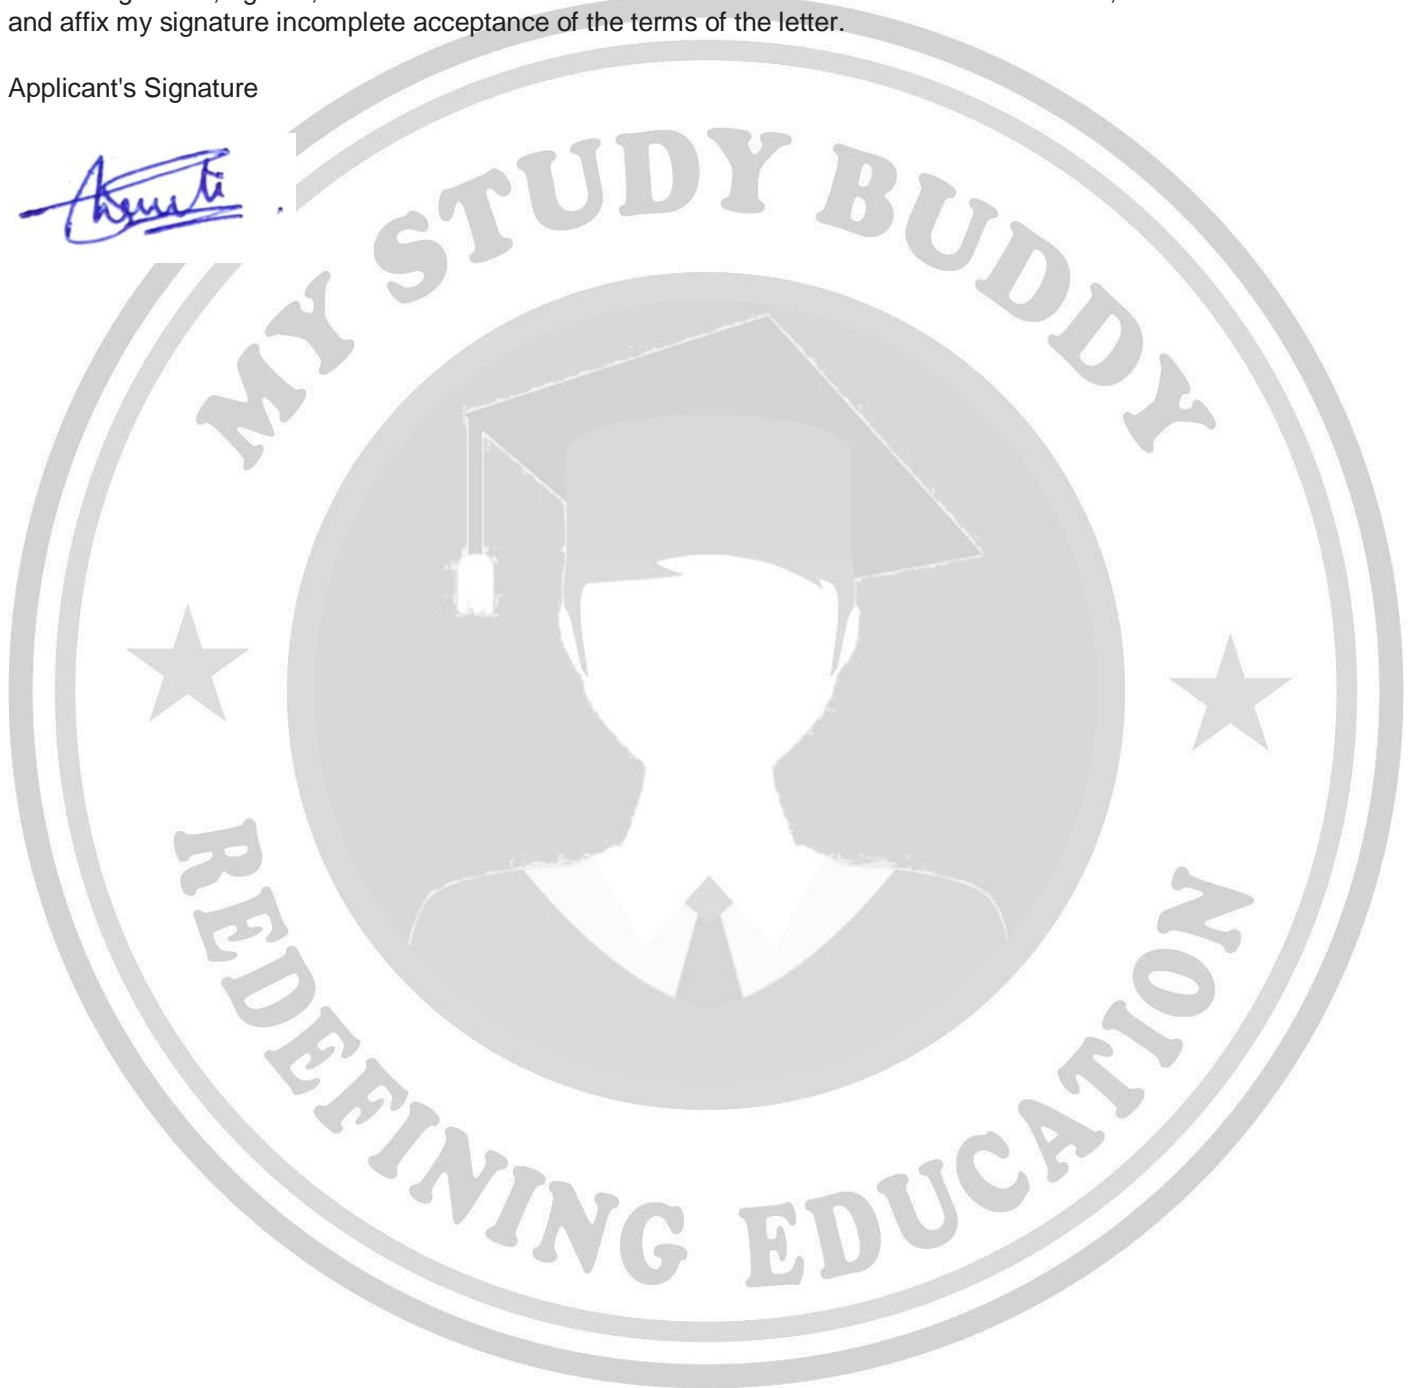 and affix my signature incomplete acceptance of the terms of the letter.
Applicant's Signature
MY STUDY BUDDY
REDEFINING EDUCATION